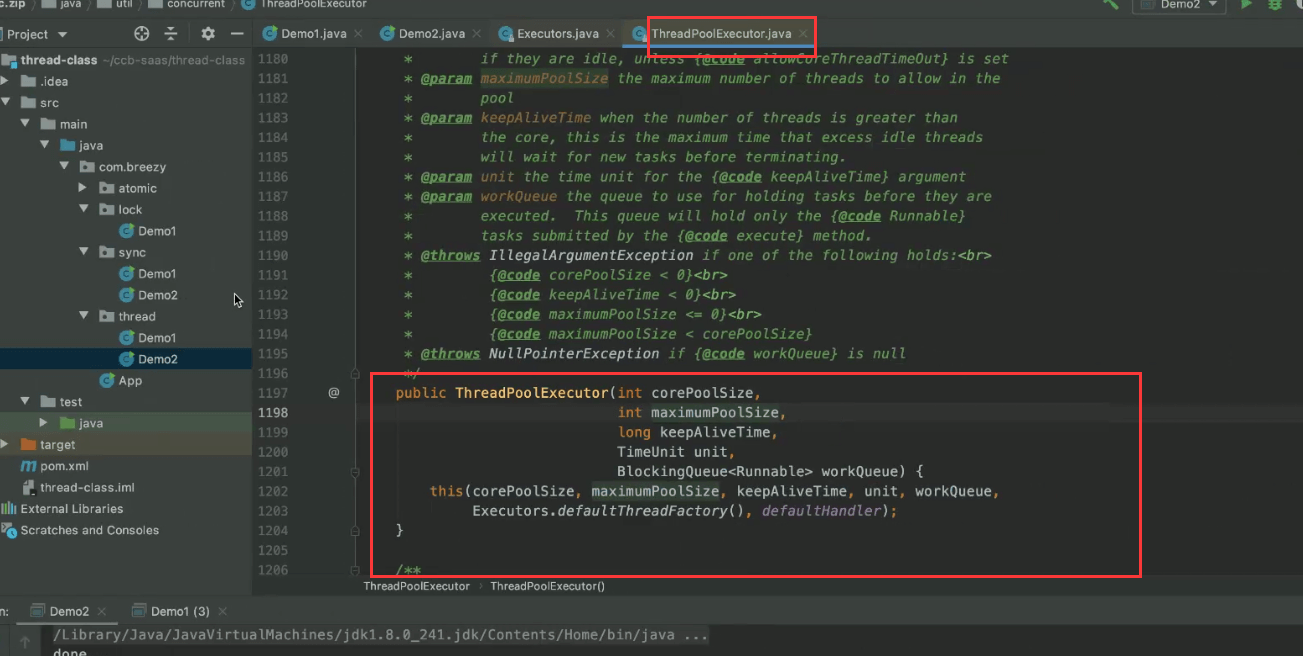 c.zip java util concurrent ThreadPoolExecutor
Demo2
Project
Demo1.java
Demo2.java
Executors.java
ThreadPoolExecutor.java
thread-class ~/ccb-saas/thread-class
.idea
src
main
java
com.breezy
atomic
lock
Demo1
sync
Demo1
Demo2
thread
Demo1
Demo2
App
test
java
target
pom.xml
thread-class.iml
External Libraries
Scratches and Consoles
1180 * if they are idle, unless {@code allowCoreThreadTimeOut} is set
1181 * @param maximumPoolSize the maximum number of threads to allow in the
1182 * pool
1183 * @param keepAliveTime when the number of threads is greater than
1184 * the core, this is the maximum time that excess idle threads
1185 * will wait for new tasks before terminating.
1186 * @param unit the time unit for the {@code keepAliveTime} argument
1187 * @param workQueue the queue to use for holding tasks before they are
1188 * executed. This queue will hold only the {@code Runnable}
1189 * tasks submitted by the {@code execute} method.
1190 * @throws IllegalArgumentException if one of the following holds:<br>
1191 * {@code corePoolSize < 0}<br>
1192 * {@code keepAliveTime < 0}<br>
1193 * {@code maximumPoolSize <= 0}<br>
1194 * {@code maximumPoolSize < corePoolSize}
1195 * @throws NullPointerException if {@code workQueue} is null
1196 */
1197 @ public ThreadPoolExecutor(int corePoolSize,
1198 int maximumPoolSize,
1199 long keepAliveTime,
1200 TimeUnit unit,
1201 BlockingQueue<Runnable> workQueue) {
1202 this(corePoolSize, maximumPoolSize, keepAliveTime, unit, workQueue,
1203 Executors.defaultThreadFactory(), defaultHandler);
1204 }
1205
1206 /**
ThreadPoolExecutor › ThreadPoolExecutor()
n: Demo2 Demo1 (3)
/Library/Java/JavaVirtualMachines/jdk1.8.0_241.jdk/Contents/Home/bin/java ...
done